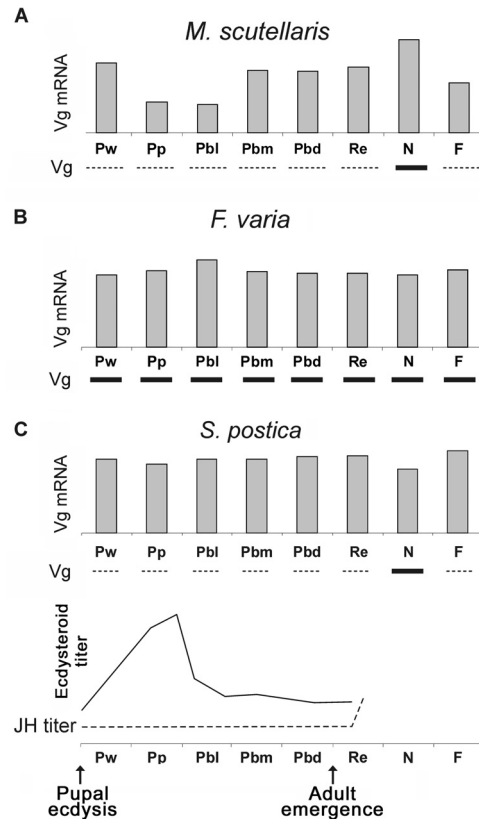 A
M. scutellaris
Vg mRNA
Pw Pp Pbl Pbm Pbd Re N F
Vg
B
F. varia
Vg mRNA
Pw Pp Pbl Pbm Pbd Re N F
Vg
C
S. postica
Vg mRNA
Pw Pp Pbl Pbm Pbd Re N F
Vg
Ecdysteroid
titer
JH titer
Pw Pp Pbl Pbm Pbd Re N F
Pupal
ecdysis
Adult
emergence